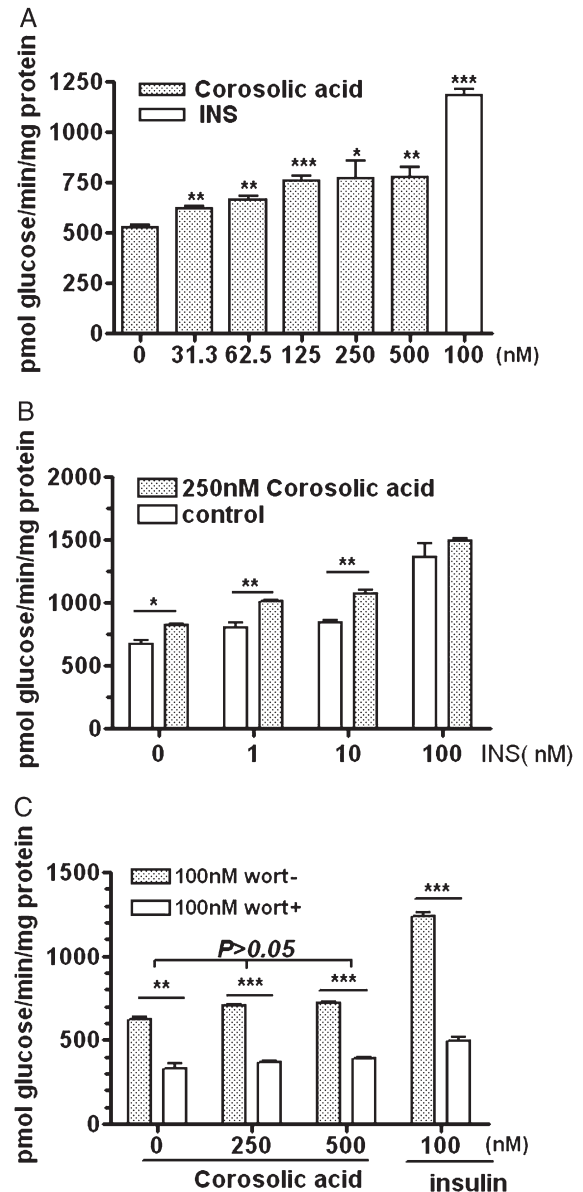 A
pmol glucose/min/mg protein
1250
1000
750
500
250
0
Corosolic acid
INS
** ** *** * ** ***
0 31.3 62.5 125 250 500 100 (nM)
B
pmol glucose/min/mg protein
2000
1500
1000
500
0
250nM Corosolic acid
control
* ** **
0 1 10 100 INS( nM)
C
pmol glucose/min/mg protein
1500
1000
500
0
100nM wort-
100nM wort+
P>0.05
** *** *** ***
0 250 500 100 (nM)
Corosolic acid insulin